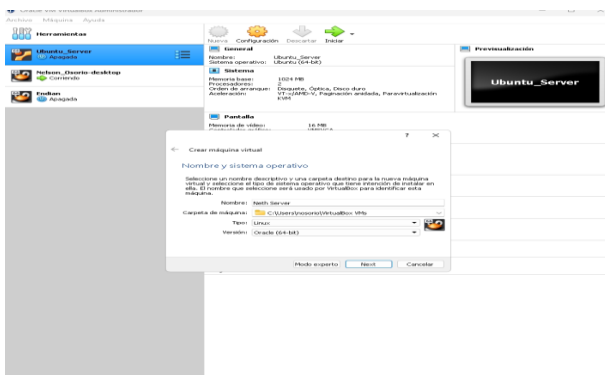 Oracle VM VirtualBox Administrador
Archivo Máquina Ayuda
Herramientas
Nueva Configuración Descartar Iniciar
Ubuntu_Server
Apagada
Nelson_Osorio-desktop
Corriendo
Endian
Apagada
General
Nombre: Ubuntu_Server
Sistema operativo: Ubuntu (64-bit)
Sistema
Memoria base: 1024 MB
Procesadores: 2
Orden de arranque: Disquete, Óptica, Disco duro
Aceleración: VT-x/AMD-V, Paginación anidada, Paravirtualización
KVM
Pantalla
Memoria de vídeo: 16 MB
Previsualización
Ubuntu_Server
Crear máquina virtual
Nombre y sistema operativo
Seleccione un nombre descriptivo y una carpeta destino para la nueva máquina
virtual y seleccione el tipo de sistema operativo que tiene intención de instalar en
ella. El nombre que seleccione será usado por VirtualBox para identificar esta
máquina.
Nombre: Neth Server
Carpeta de máquina: C:\Users\nosorio\VirtualBox VMs
Tipo: Linux
Versión: Oracle (64-bit)
Modo experto Next Cancelar